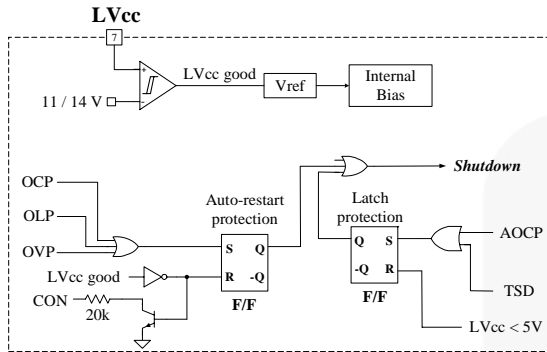 LVcc
7
LVcc good
Vref
Internal
Bias
11 / 14 V
+
-
Shutdown
OCP
OLP
OVP
Auto-restart
protection
S Q
R -Q
F/F
Latch
protection
Q S
-Q R
F/F
AOCP
TSD
LVcc good
CON
20k
LVcc < 5V